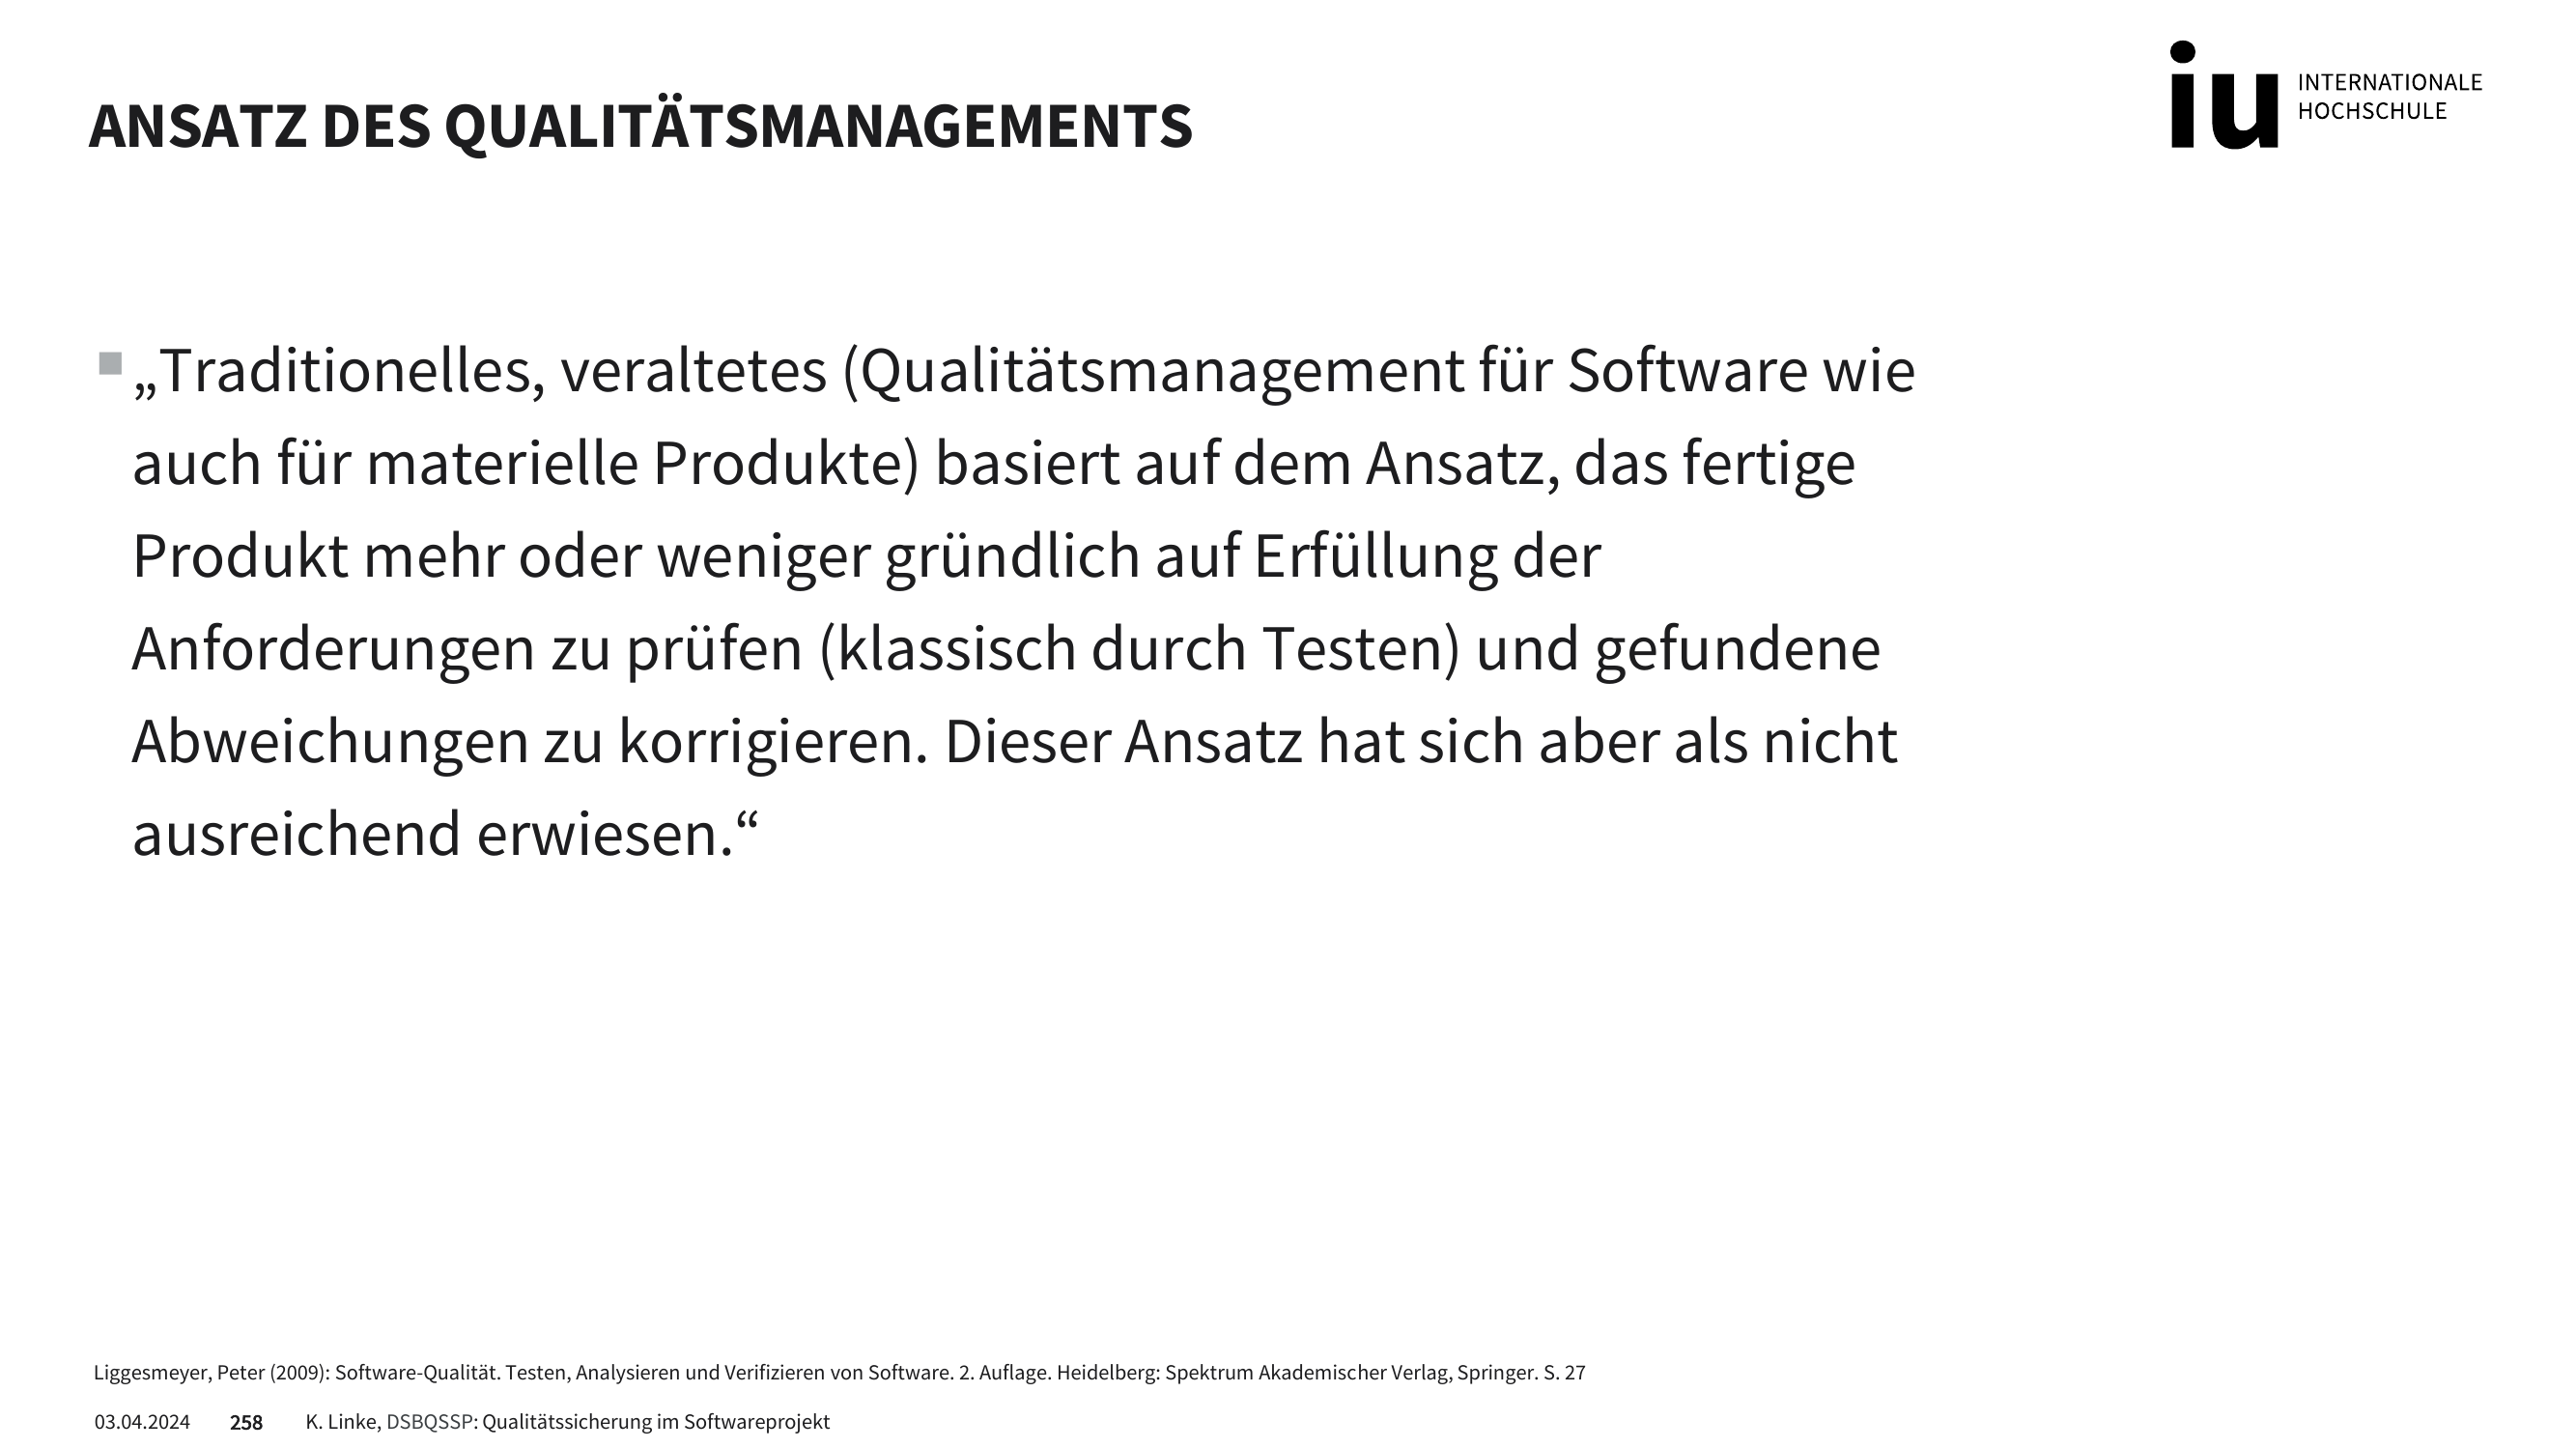 ANSATZ DES QUALITÄTSMANAGEMENTS
iu INTERNATIONALE
HOCHSCHULE
„Traditionelles, veraltetes (Qualitätsmanagement für Software wie
auch für materielle Produkte) basiert auf dem Ansatz, das fertige
Produkt mehr oder weniger gründlich auf Erfüllung der
Anforderungen zu prüfen (klassisch durch Testen) und gefundene
Abweichungen zu korrigieren. Dieser Ansatz hat sich aber als nicht
ausreichend erwiesen.“
Liggesmeyer, Peter (2009): Software-Qualität. Testen, Analysieren und Verifizieren von Software. 2. Auflage. Heidelberg: Spektrum Akademischer Verlag, Springer. S. 27
03.04.2024 258 K. Linke, DSBQSSP: Qualitätssicherung im Softwareprojekt